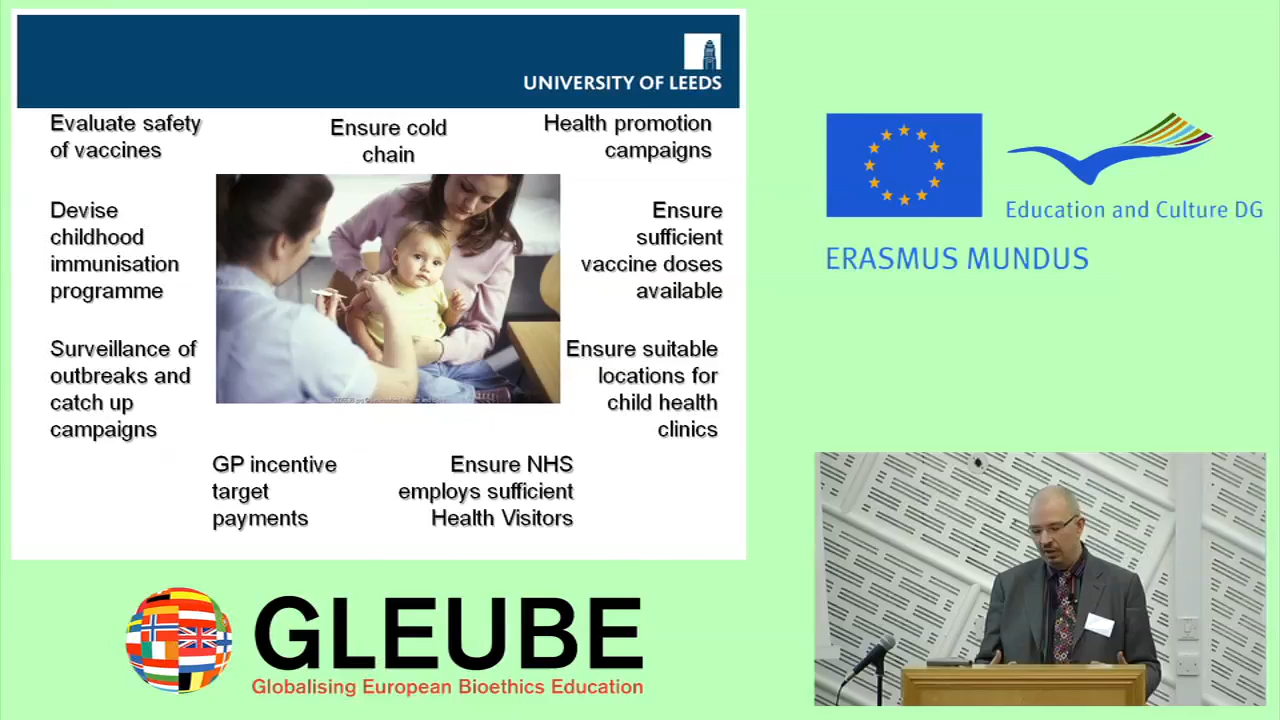 UNIVERSITY OF LEEDS
Evaluate safety
of vaccines
Ensure cold
chain
Health promotion
campaigns
Devise
childhood
immunisation
programme
Ensure
sufficient
vaccine doses
available
Surveillance of
outbreaks and
catch up
campaigns
Ensure suitable
locations for
child health
clinics
GP incentive
target
payments
Ensure NHS
employs sufficient
Health Visitors
Education and Culture DG
ERASMUS MUNDUS
GLEUBE
Globalising European Bioethics Education